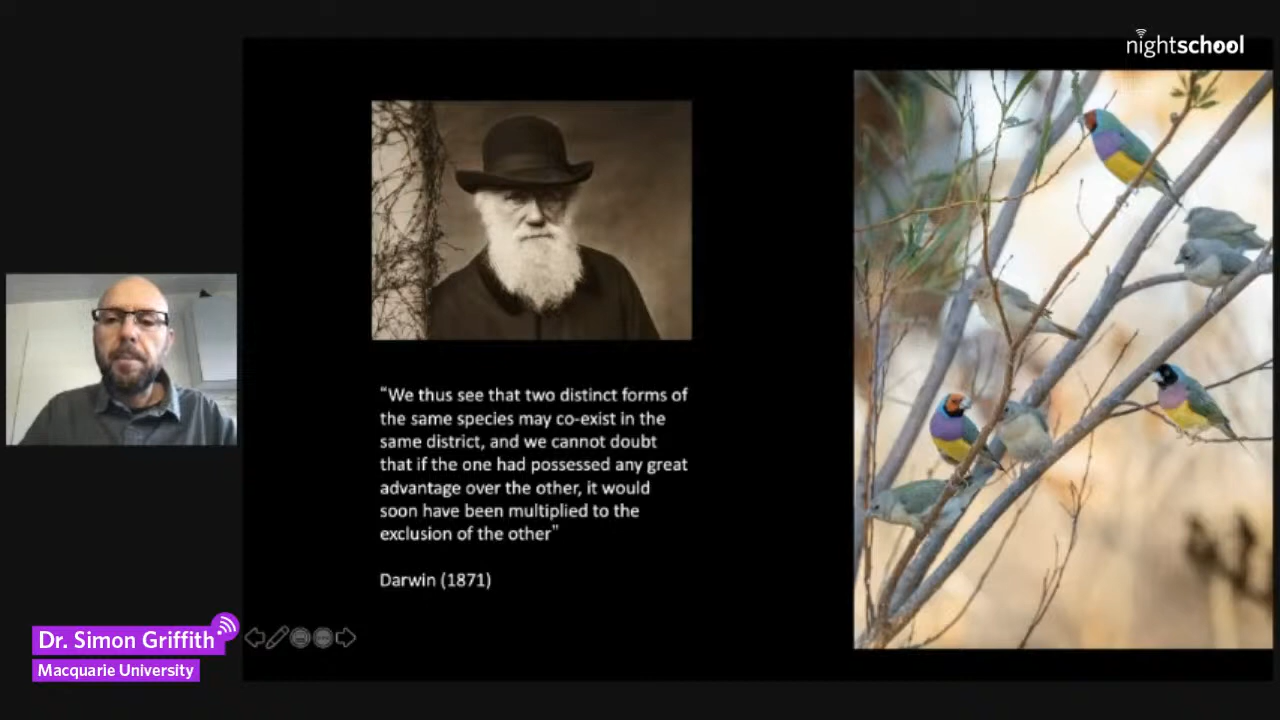 nightschool
“We thus see that two distinct forms of
the same species may co-exist in the
same district, and we cannot doubt
that if the one had possessed any great
advantage over the other, it would
soon have been multiplied to the
exclusion of the other”
Darwin (1871)
Dr. Simon Griffith
Macquarie University